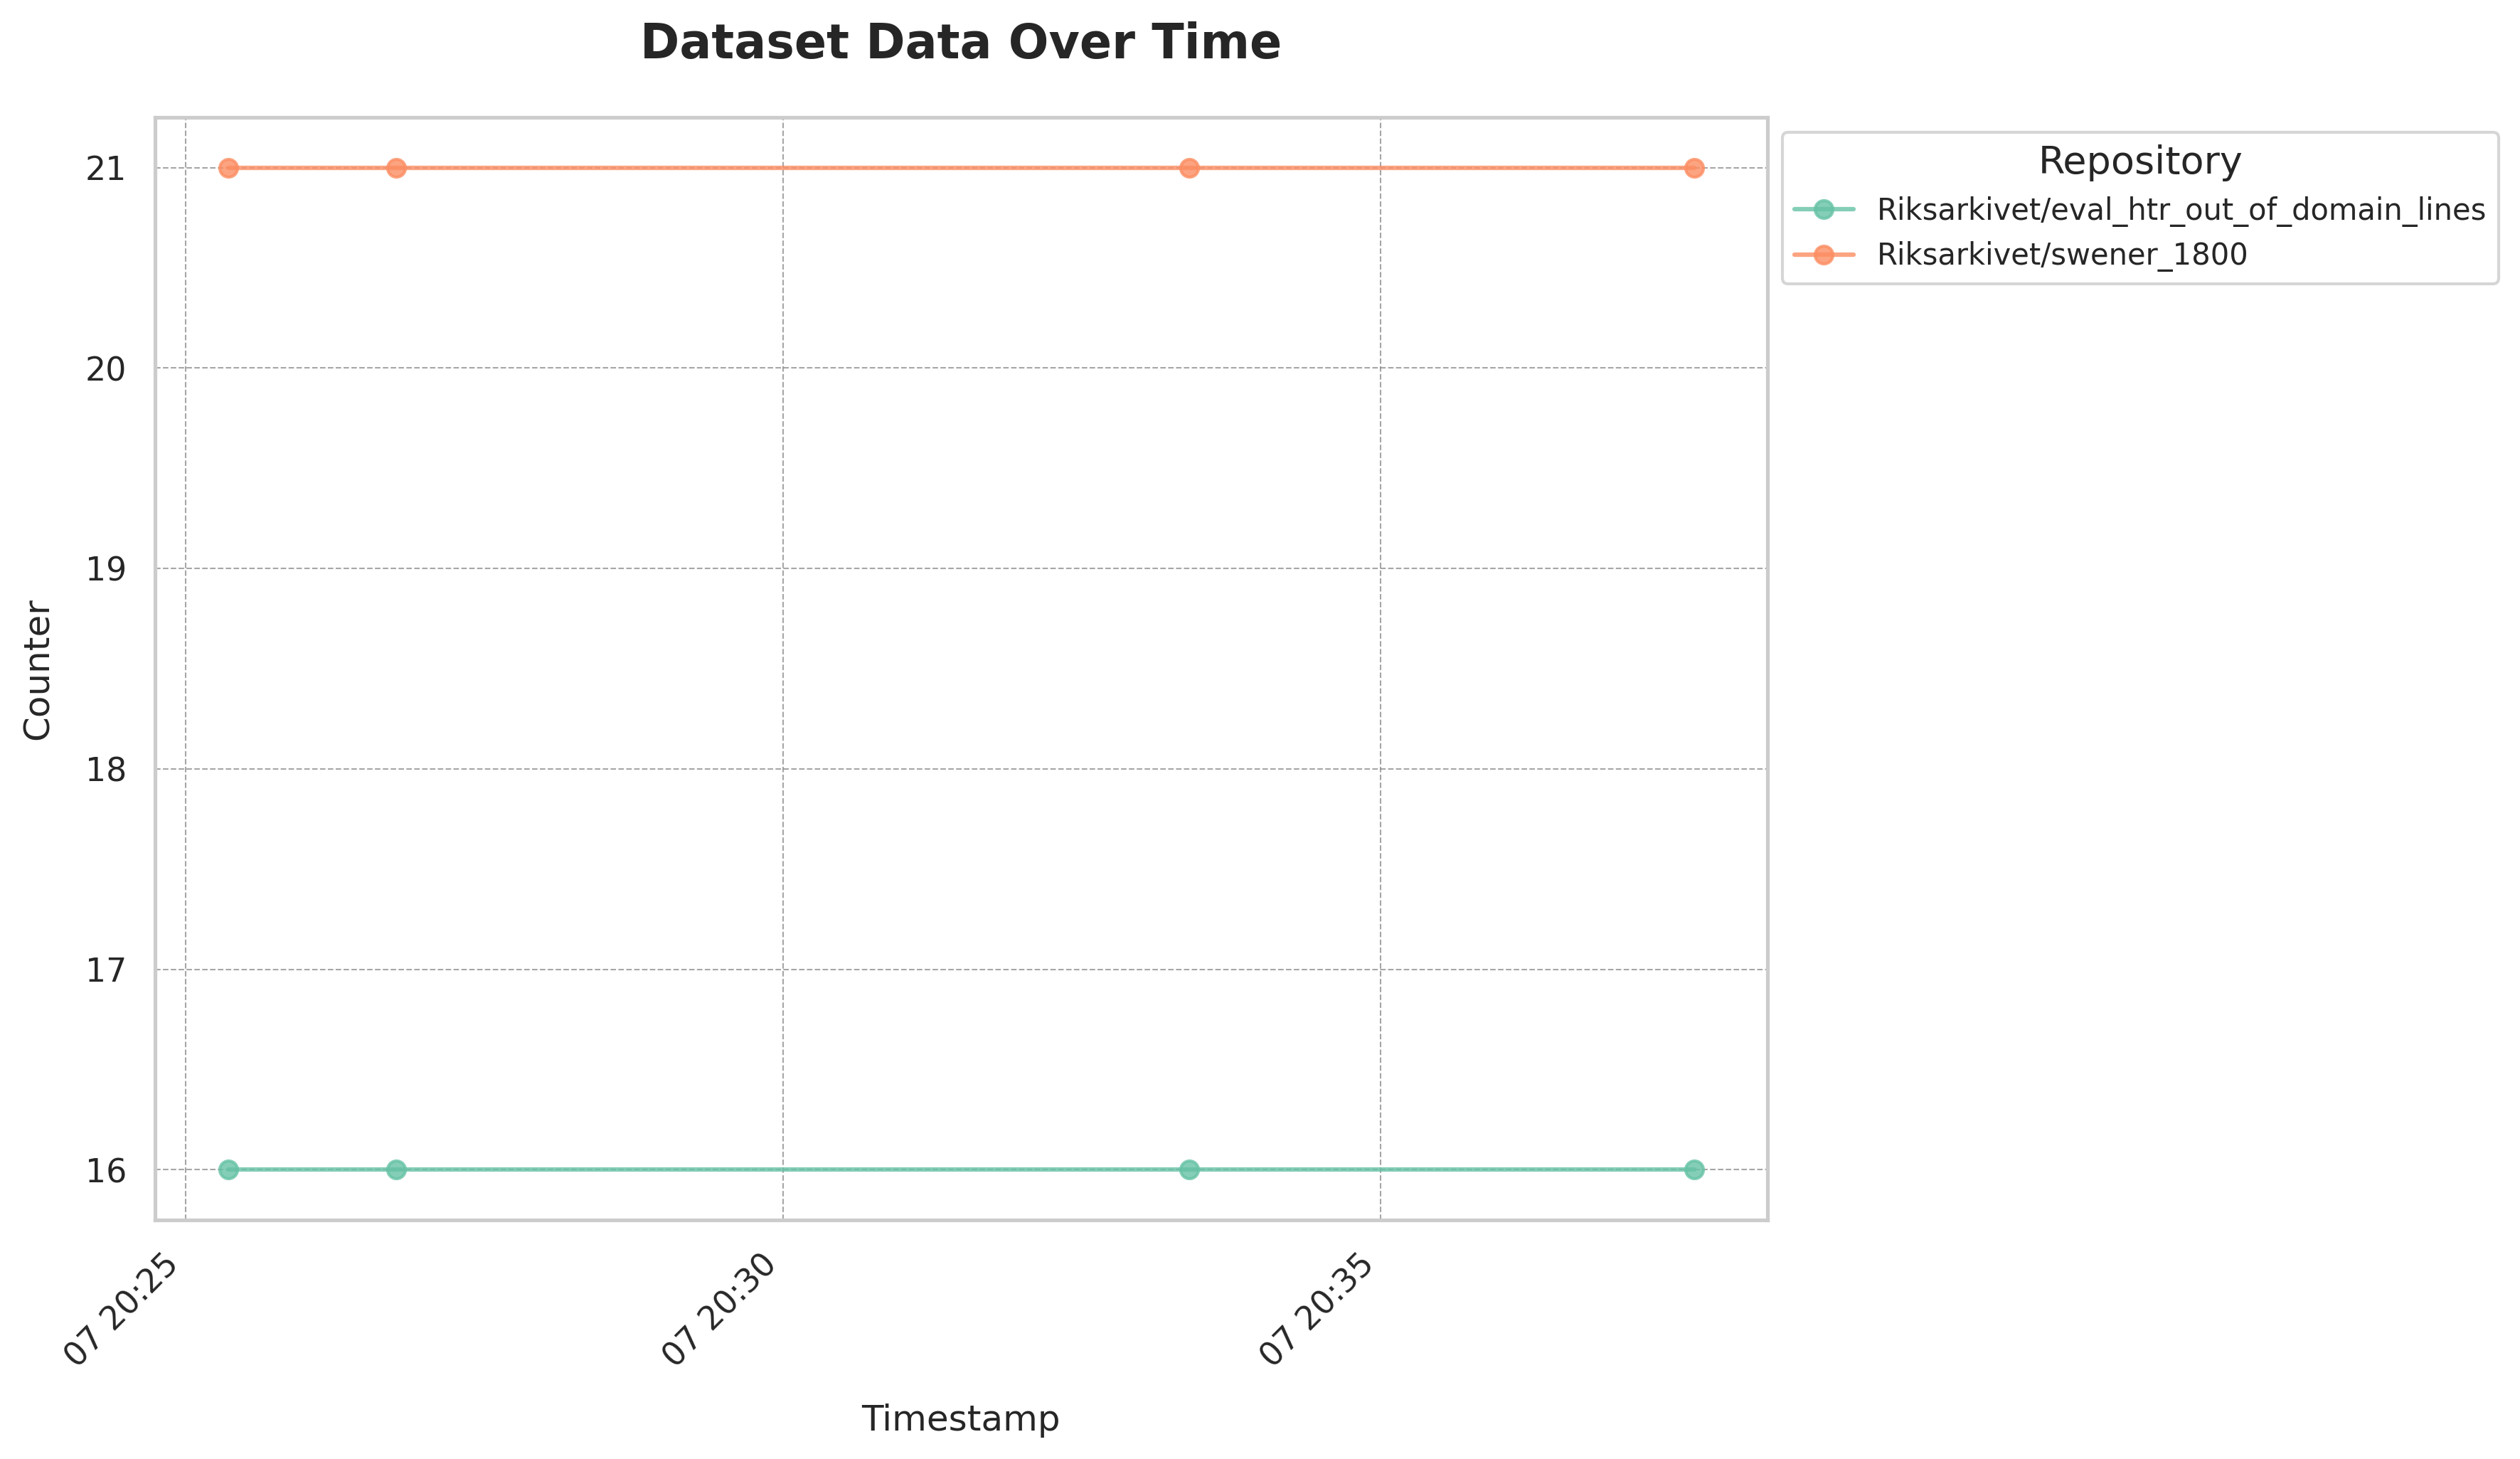 Dataset Data Over Time
Repository
Riksarkivet/eval_htr_out_of_domain_lines
Riksarkivet/swener_1800
Counter
21
20
19
18
17
16
07 20:25
07 20:30
07 20:35
Timestamp